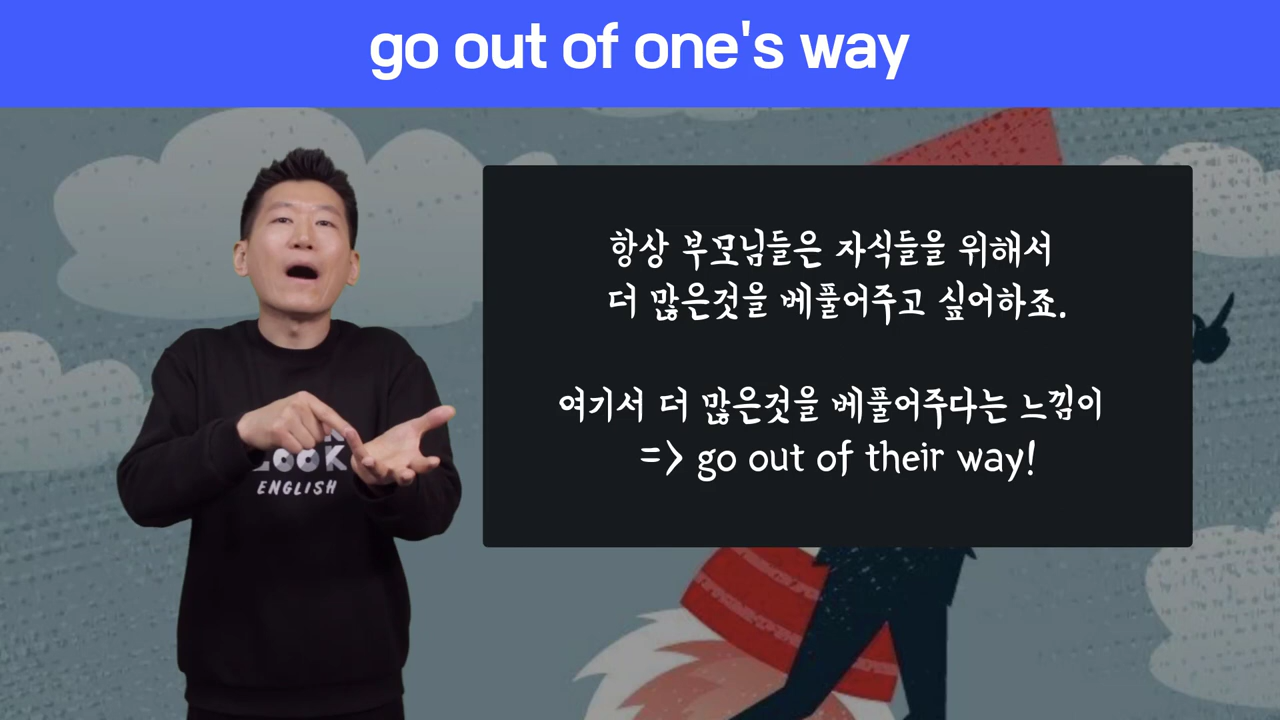 go out of one's way
항상 부모님들은 자식들을 위해서
더 많은것을 베풀어주고 싶어하죠.
여기서 더 많은것을 베풀어주다는 느낌이
=> go out of their way!
LOOK
ENGLISH